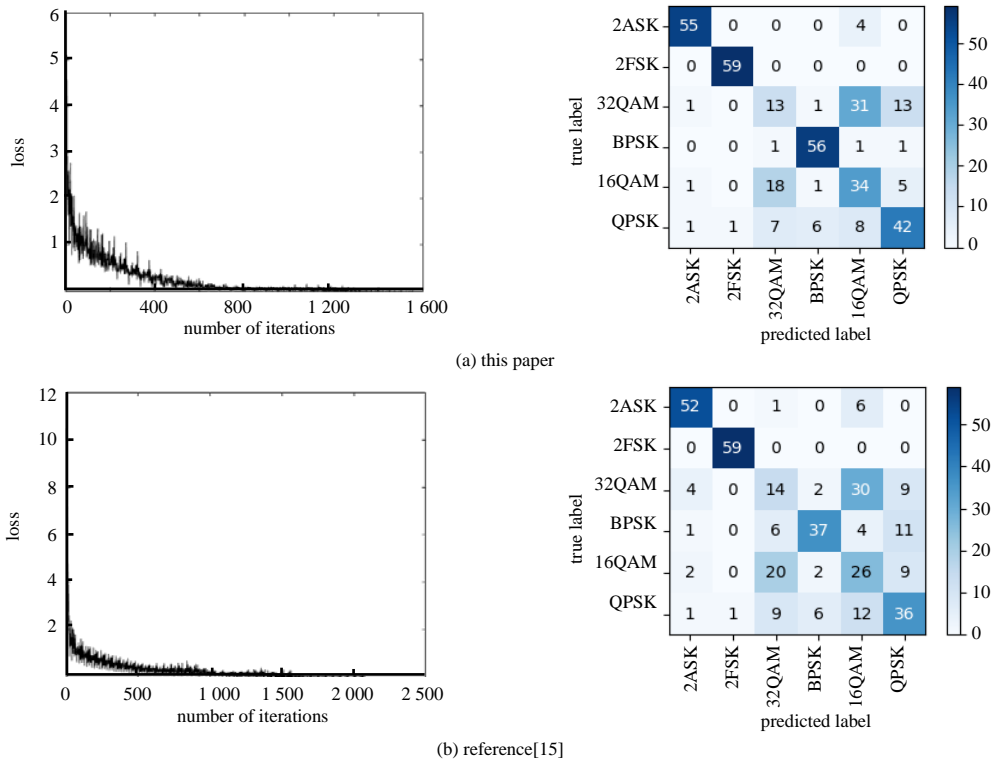 6
5
4
3
2
1
loss
0
400
800
1 200
1 600
number of iterations
true label
2ASK 55 0 0 0 4 0
2FSK 0 59 0 0 0 0
32QAM 1 0 13 1 31 13
BPSK 0 0 1 56 1 1
16QAM 1 0 18 1 34 5
QPSK 1 1 7 6 8 42
2ASK
2FSK
32QAM
BPSK
16QAM
QPSK
predicted label
50
40
30
20
10
0
(a) this paper
12
10
8
6
4
2
loss
0
500
1 000
1 500
2 000
2 500
number of iterations
true label
2ASK 52 0 1 0 6 0
2FSK 0 59 0 0 0 0
32QAM 4 0 14 2 30 9
BPSK 1 0 6 37 4 11
16QAM 2 0 20 2 26 9
QPSK 1 1 9 6 12 36
2ASK
2FSK
32QAM
BPSK
16QAM
QPSK
predicted label
50
40
30
20
10
0
(b) reference[15]